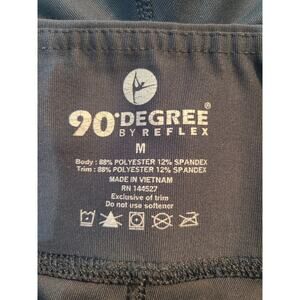 90°DEGREE®
BY REFLEX
M
Body : 88% POLYESTER 12% SPANDEX
Trim : 88% POLYESTER 12% SPANDEX
MADE IN VIETNAM
RN 144527
Exclusive of trim
Do not use softener